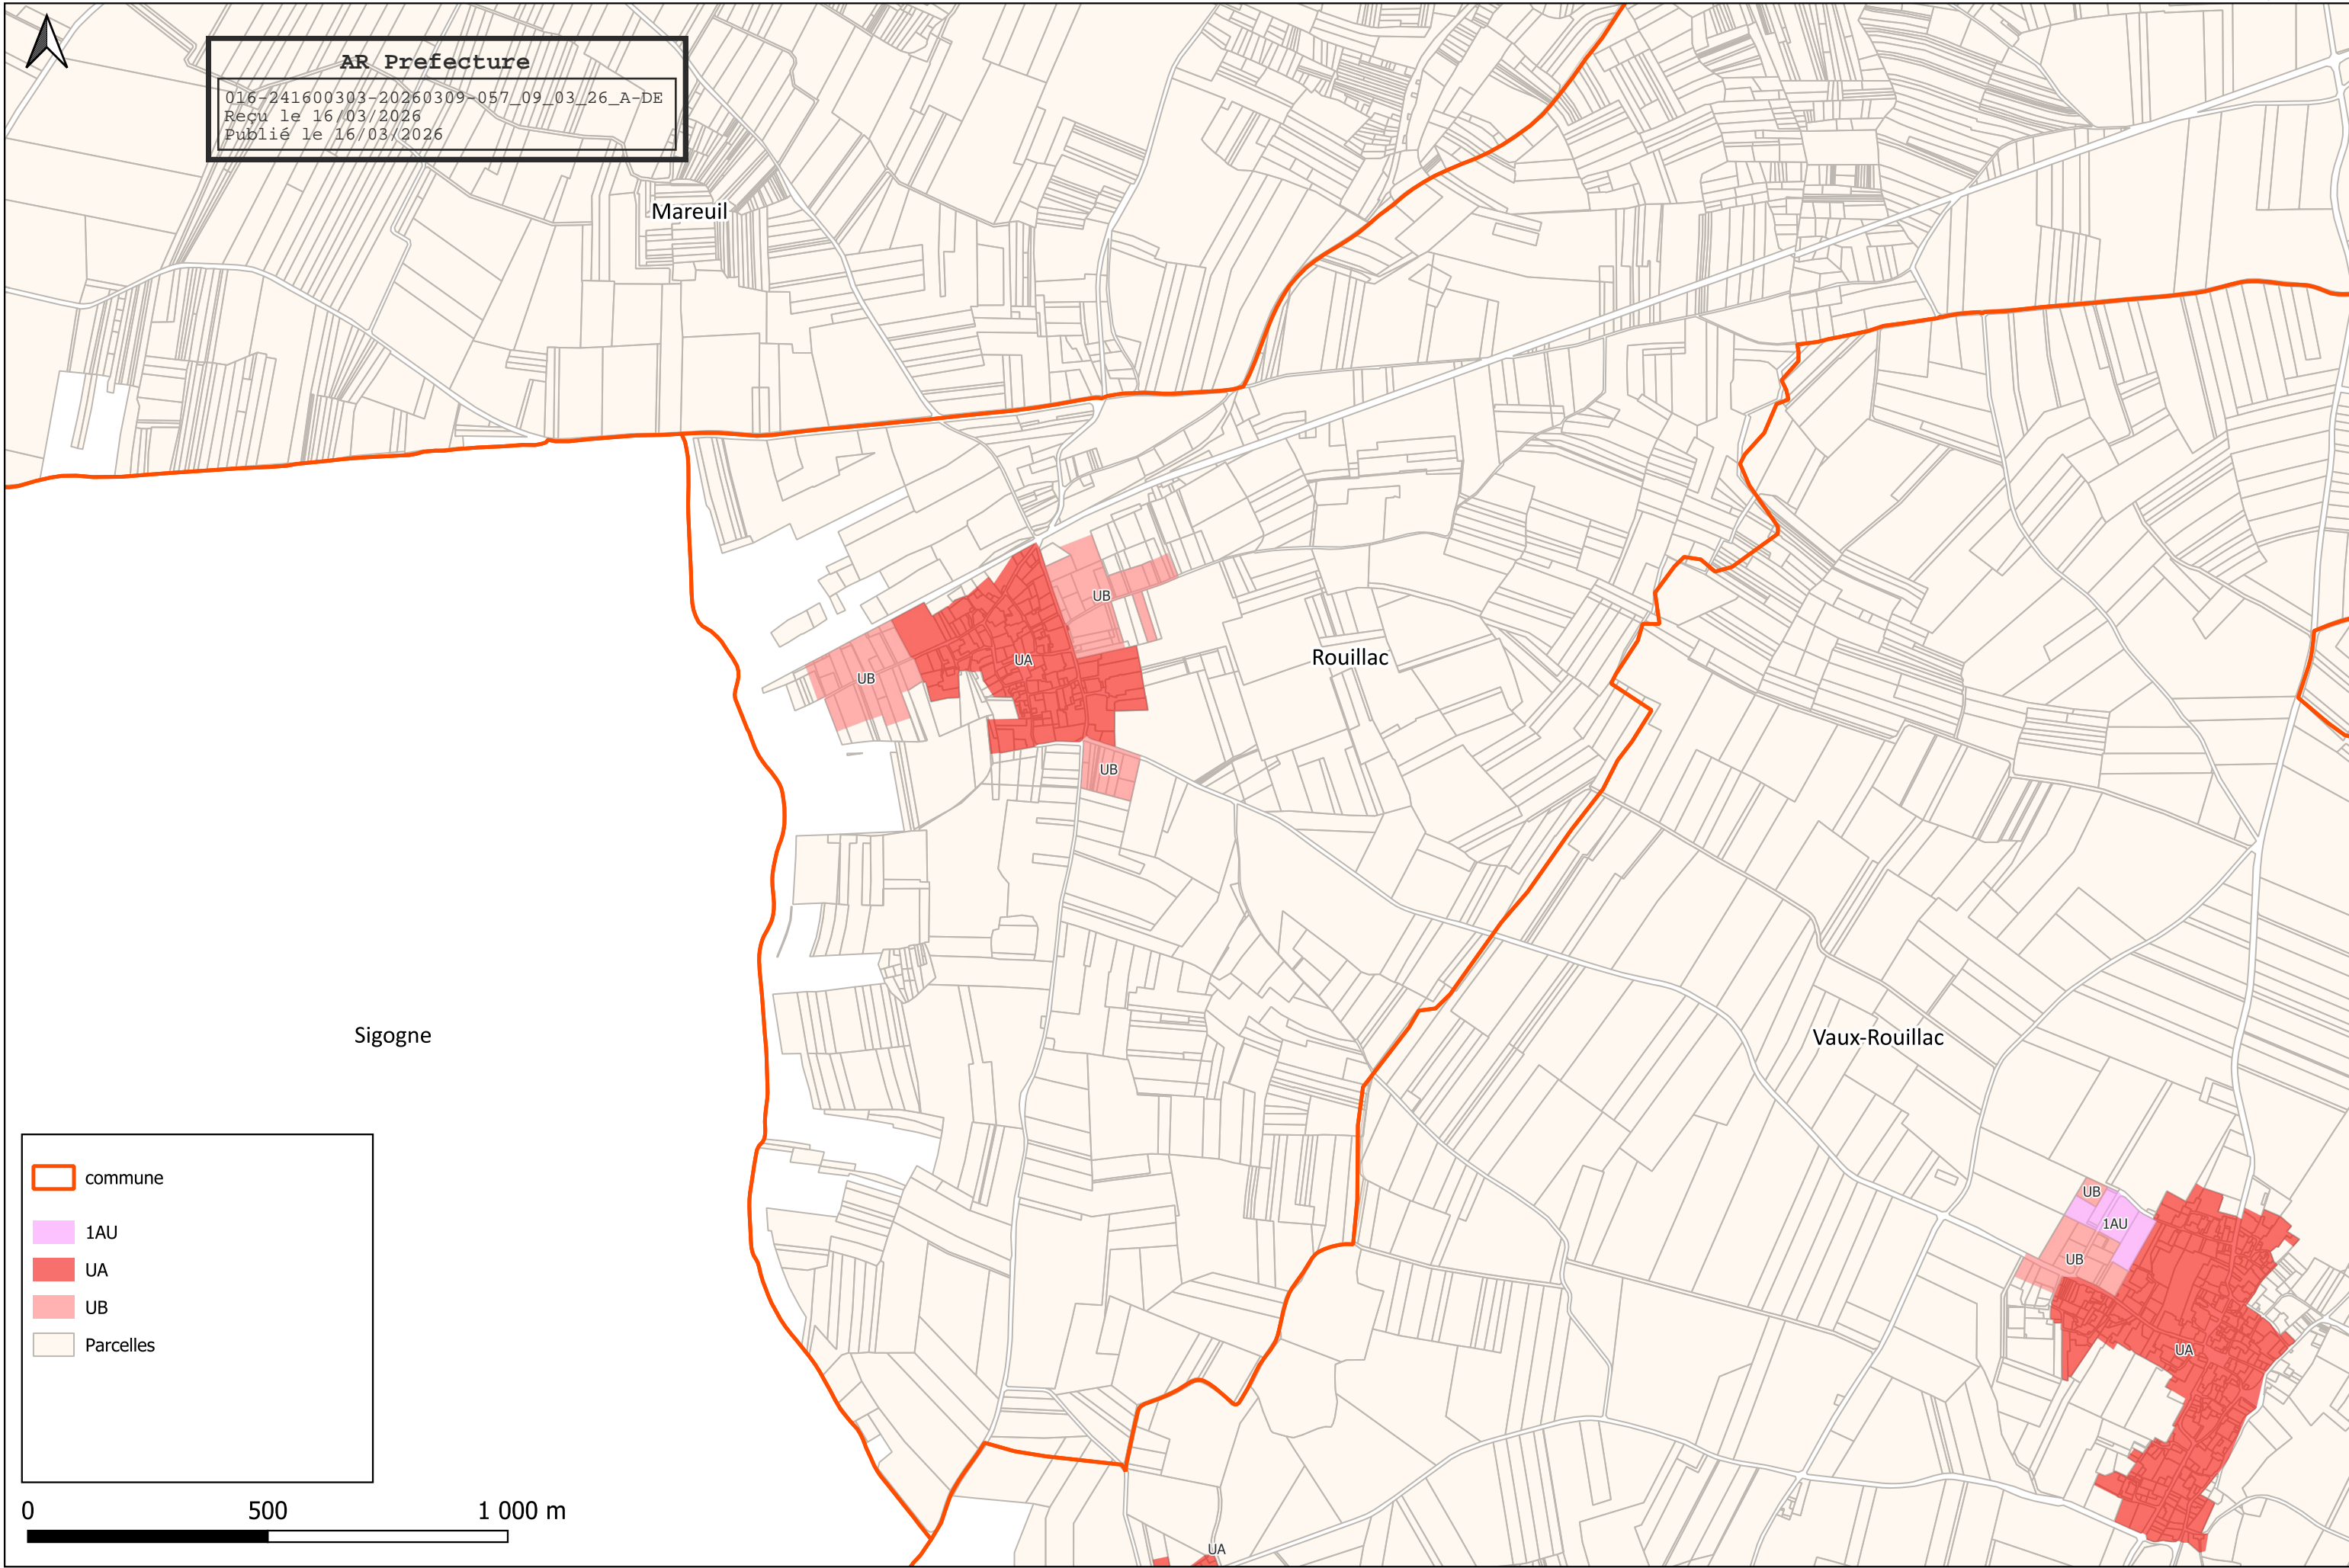 AR Prefecture
016-241600303-20260309-057_09_03_26_A-DE
Reçu le 16/03/2026
Publié le 16/03/2026
Mareuil
UB
UA
Rouillac
UB
UB
Sigogne
Vaux-Rouillac
UB
1AU
UB
UA
UA
commune
1AU
UA
UB
Parcelles
0 500 1 000 m